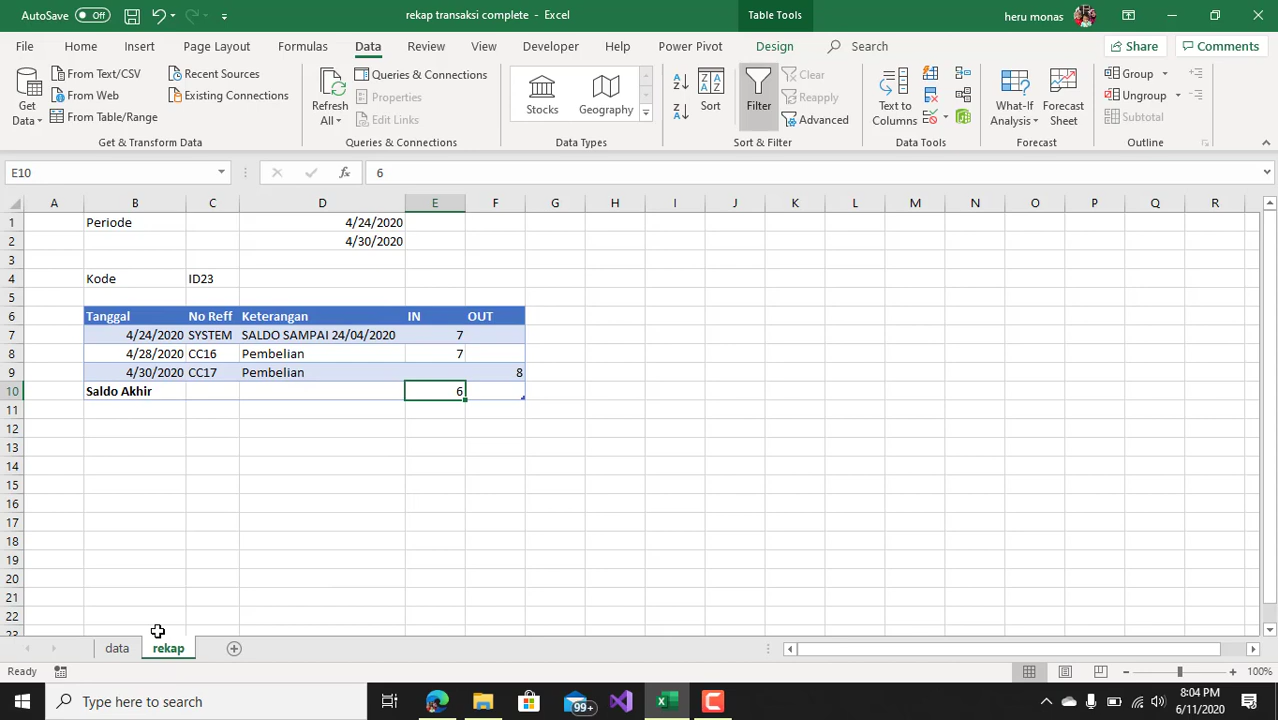 AutoSave Off rekap transaksi complete - Excel Table Tools heru monas
File Home Insert Page Layout Formulas Data Review View Developer Help Power Pivot Design Search Share Comments
Get Data
From Text/CSV
From Web
From Table/Range
Recent Sources
Existing Connections
Get & Transform Data
Refresh All
Queries & Connections
Properties
Edit Links
Queries & Connections
Stocks
Geography
Data Types
Sort
Filter
Clear
Reapply
Advanced
Sort & Filter
Text to Columns
Data Tools
What-If Analysis
Forecast Sheet
Forecast
Group
Ungroup
Subtotal
Outline
E10 fx 6
A B C D E F G H I J K L M N O P Q R
1 Periode 4/24/2020
2 4/30/2020
3
4 Kode ID23
5
6 Tanggal No Reff Keterangan IN OUT
7 4/24/2020 SYSTEM SALDO SAMPAI 24/04/2020 7
8 4/28/2020 CC16 Pembelian 7
9 4/30/2020 CC17 Pembelian 8
10 Saldo Akhir 6
11
12
13
14
15
16
17
18
19
20
21
22
23
data rekap
Ready 100%
Type here to search 99+ 8:04 PM
6/11/2020